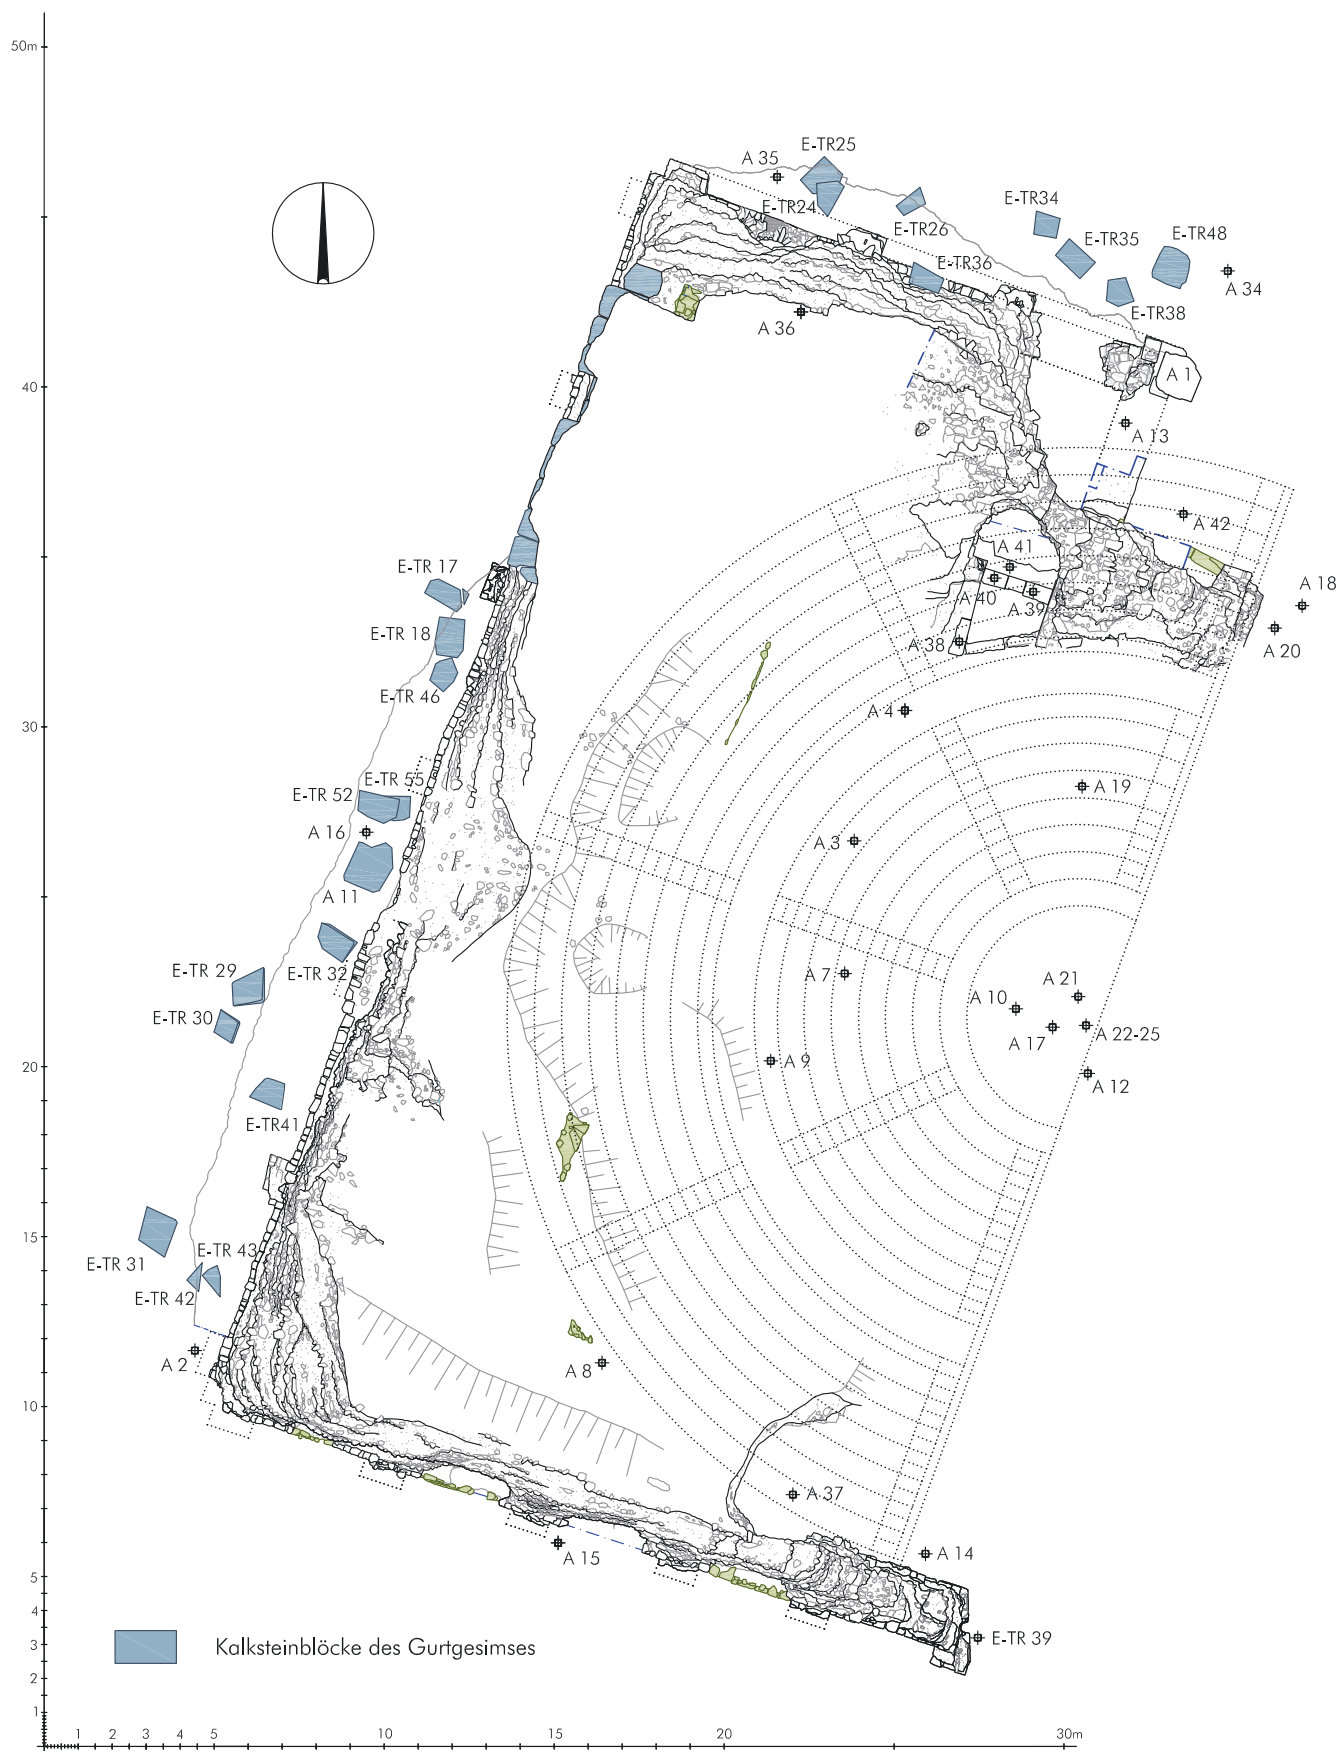 50m
E-TR25
A 35
E-TR24
E-TR26
E-TR34
E-TR35
E-TR48
E-TR36
A 34
E-TR38
A 36
40
A 1
A 13
A 42
E-TR 17
A 41
A 40
A 39
A 18
E-TR 18
A 38
A 20
E-TR 46
A 4
30
E-TR 55
E-TR 52
A 19
A 16
A 3
A 11
E-TR 29
E-TR 32
A 7
A 21
A 10
E-TR 30
A 17
A 22-25
20
A 9
A 12
E-TR41
15
E-TR 43
E-TR 31
E-TR 42
A 2
A 8
10
A 37
A 15
A 14
5
4
3
2
1
E-TR 39
Kalksteinblöcke des Gurtgesimses
1 2 3 4 5 10 15 20 30m